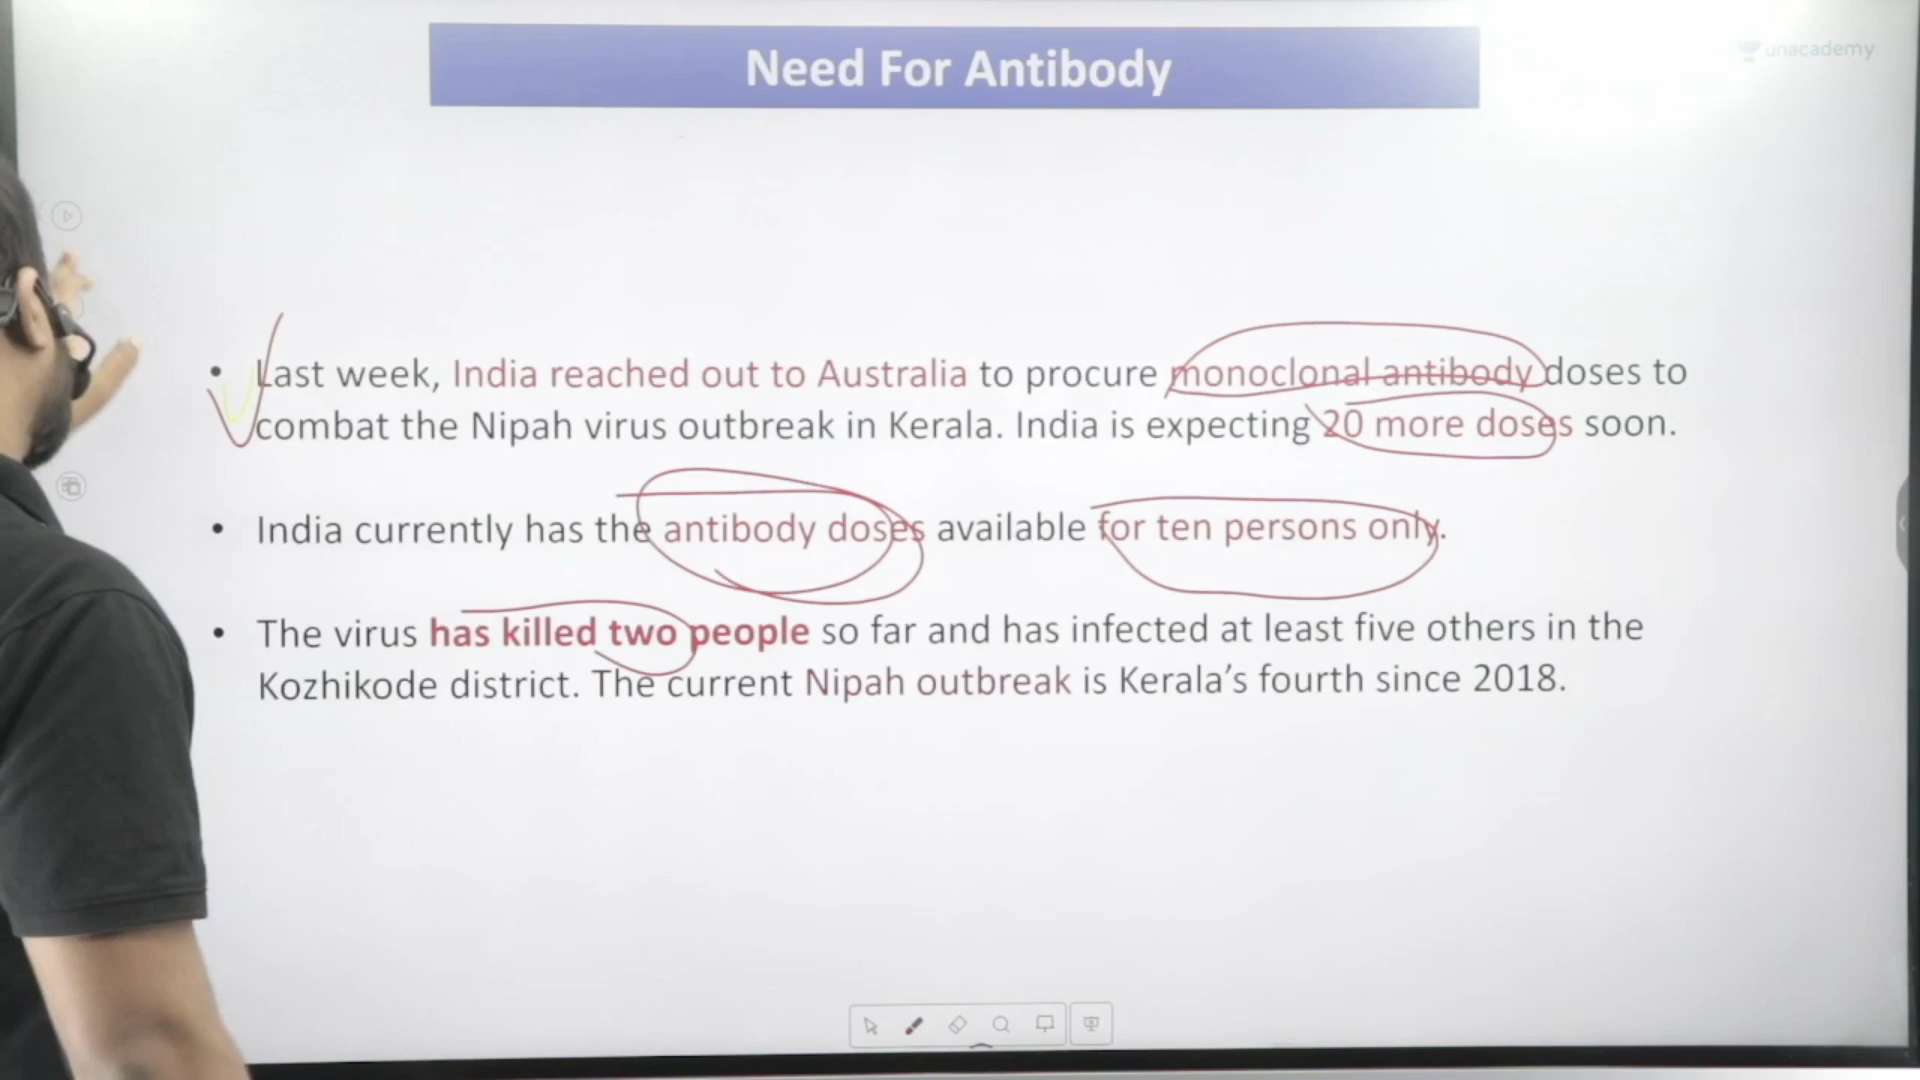 Need For Antibody
unacademy
• Last week, India reached out to Australia to procure monoclonal antibody doses to
combat the Nipah virus outbreak in Kerala. India is expecting 20 more doses soon.
• India currently has the antibody doses available for ten persons only.
• The virus has killed two people so far and has infected at least five others in the
Kozhikode district. The current Nipah outbreak is Kerala’s fourth since 2018.